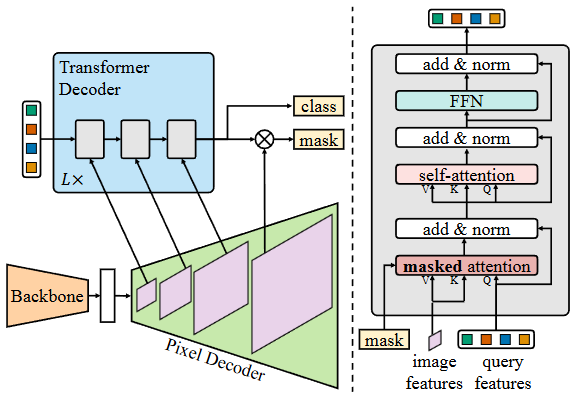 Transformer
Decoder
L×
class
mask
Backbone
Pixel Decoder
add & norm
FFN
add & norm
self-attention
V K Q
add & norm
masked attention
V K Q
mask
image
features
query
features